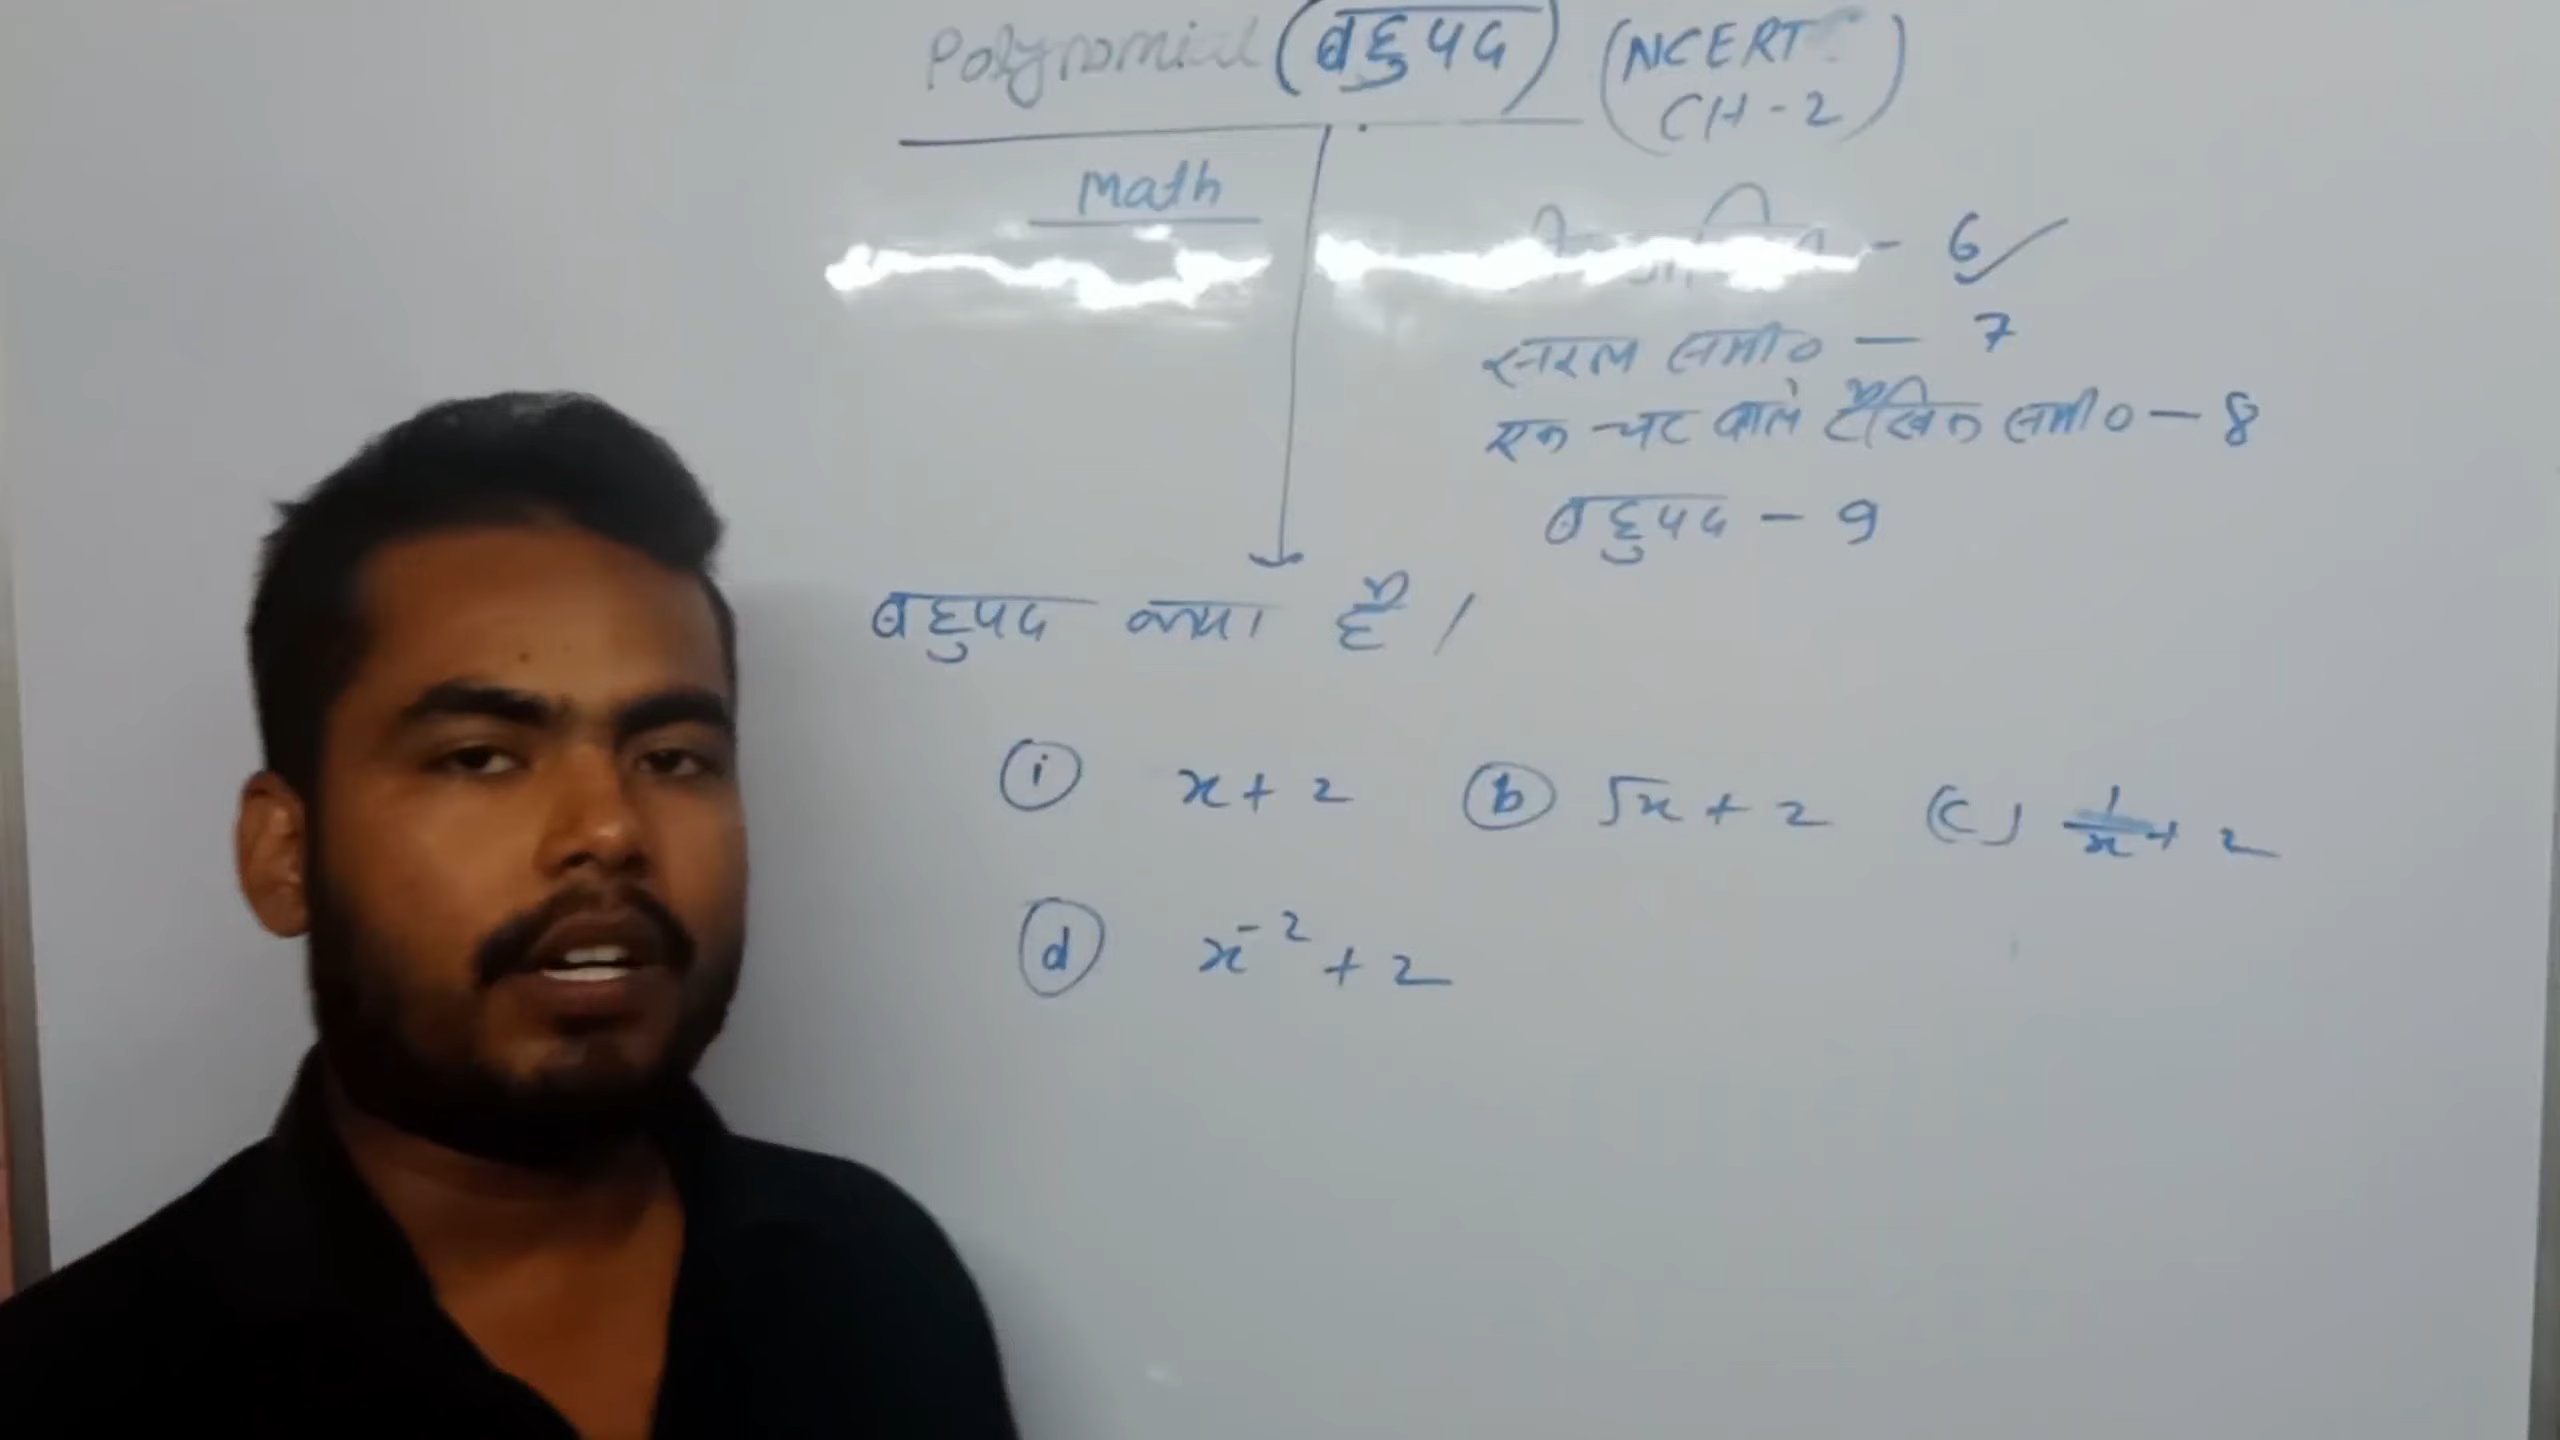 Polynomial (बहुपद) (NCERT CH-2)
Math
- 6
सरल समी० - 7
एक चर वाले रैखिक समी० - 8
बहुपद - 9
बहुपद क्या है।
(i) x + 2 (b) √x + 2 (c) 1/x + 2
(d) x⁻² + 2